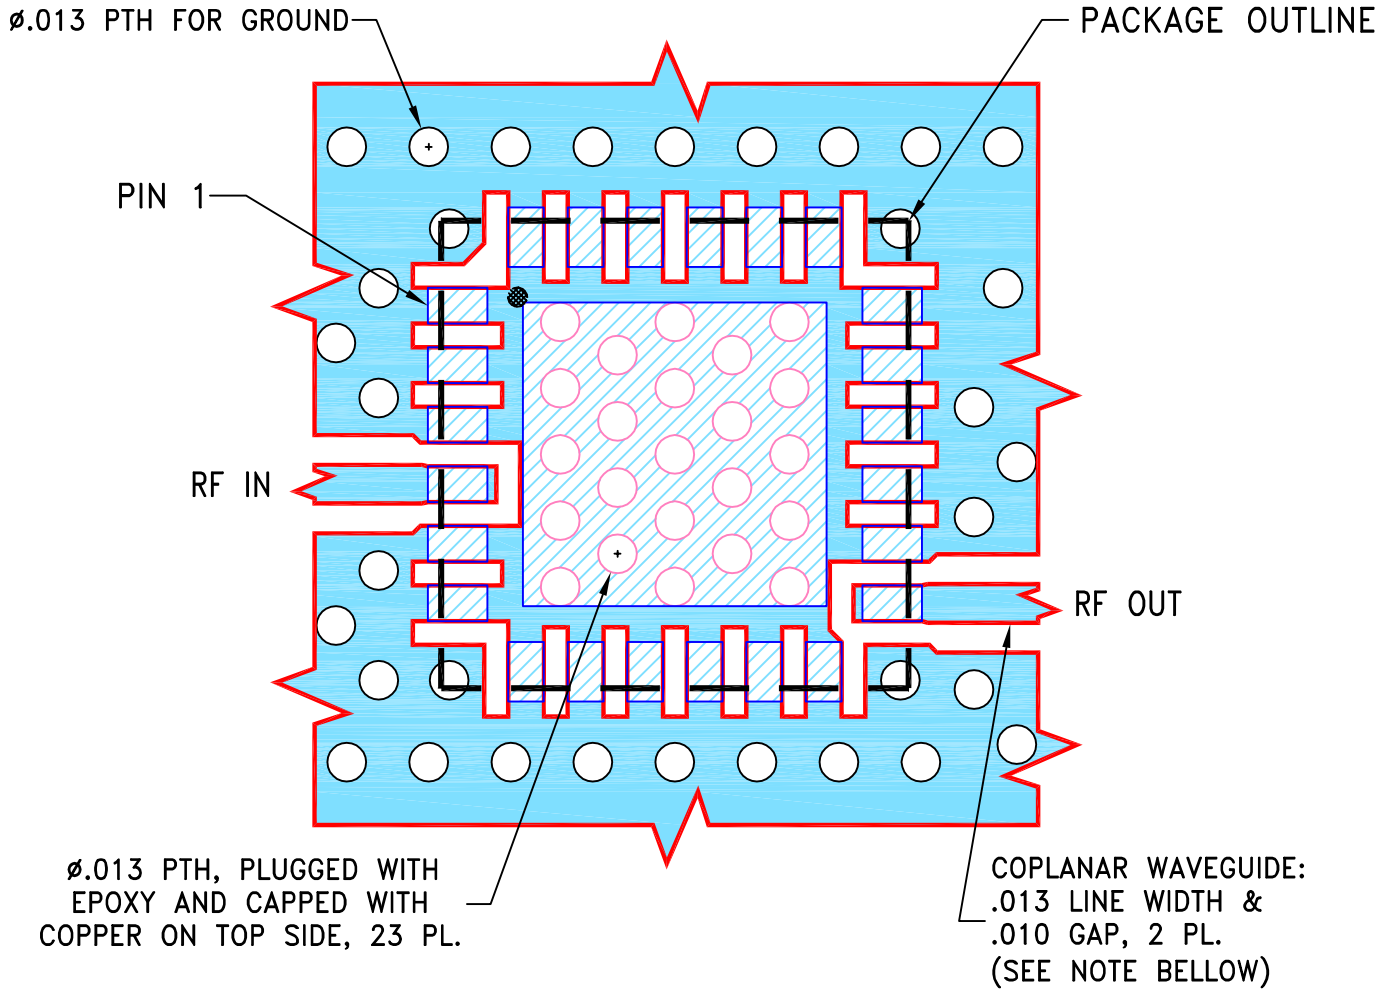 ø.013 PTH FOR GROUND
PACKAGE OUTLINE
PIN 1
RF IN
RF OUT
ø.013 PTH, PLUGGED WITH
EPOXY AND CAPPED WITH
COPPER ON TOP SIDE, 23 PL.
COPLANAR WAVEGUIDE:
.013 LINE WIDTH &
.010 GAP, 2 PL.
(SEE NOTE BELLOW)